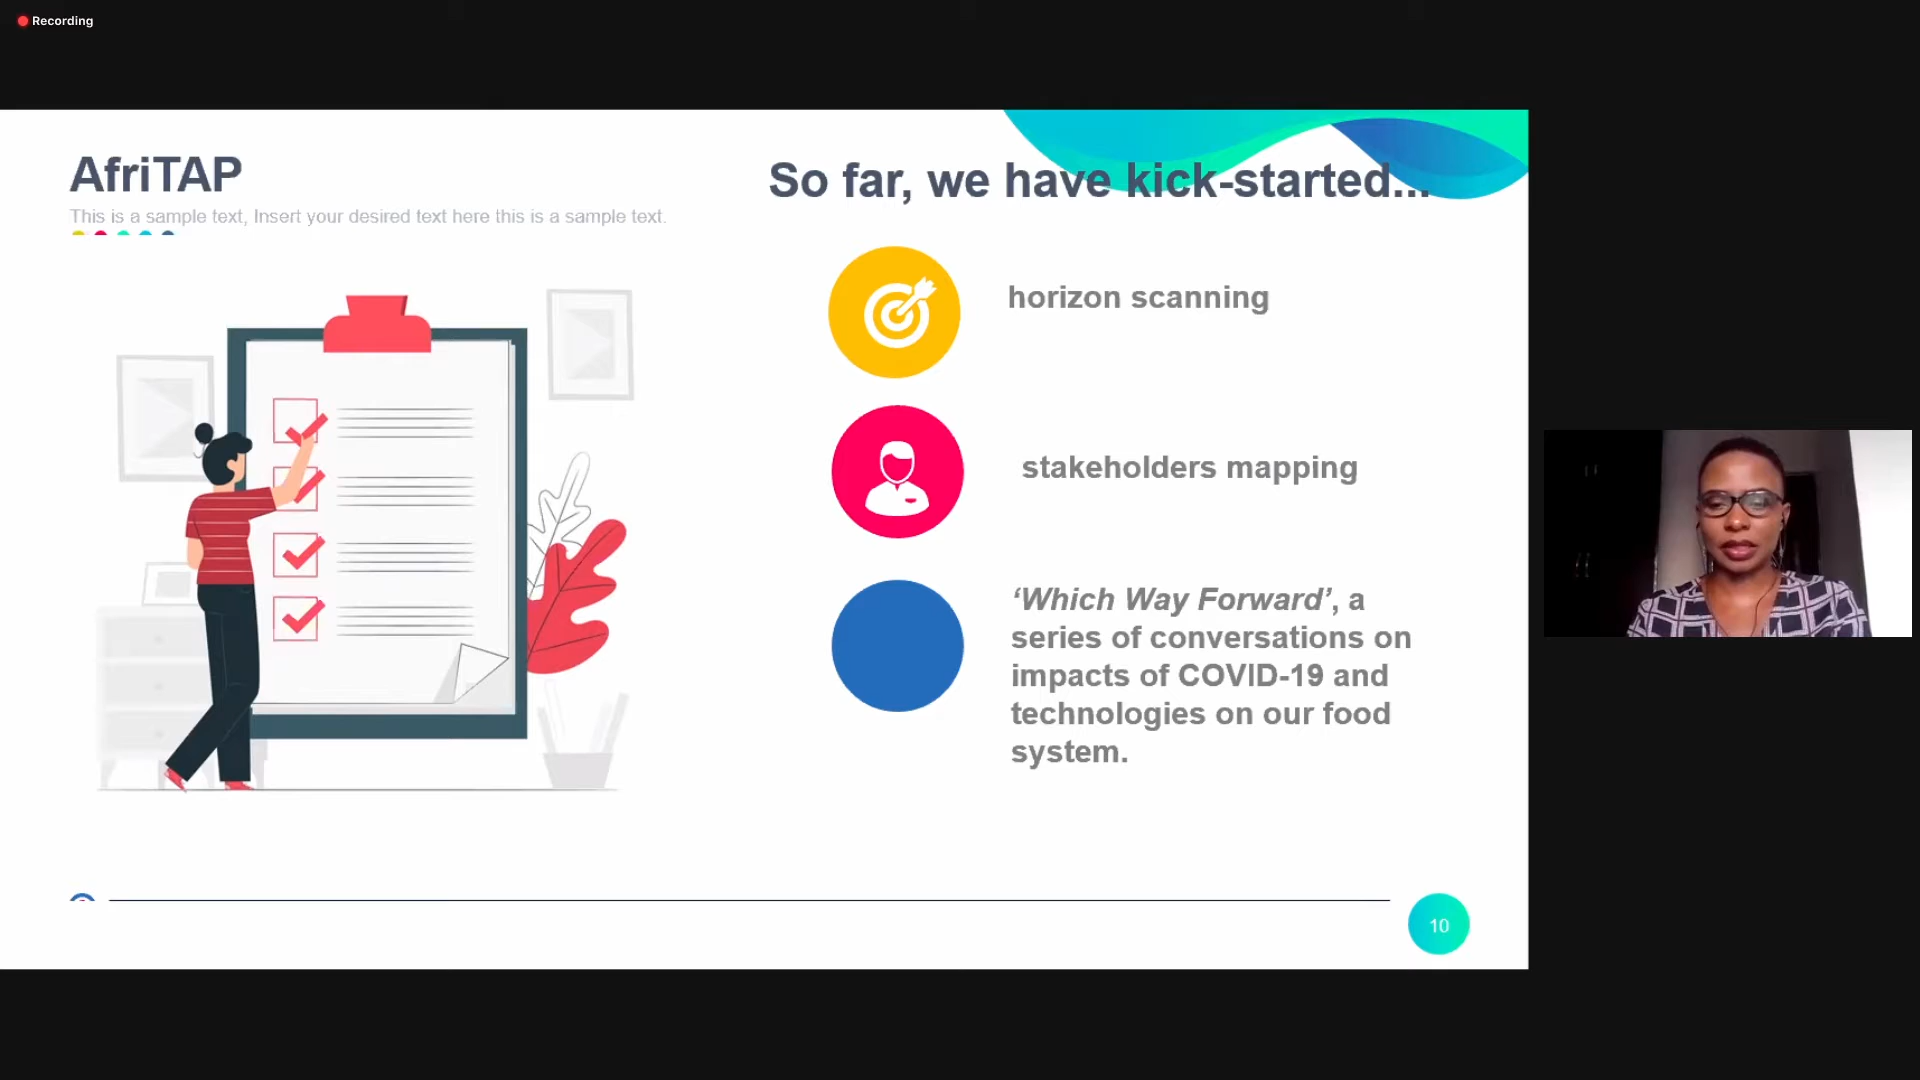 Recording
AfriTAP
This is a sample text, Insert your desired text here this is a sample text.
So far, we have kick-started...
horizon scanning
stakeholders mapping
‘Which Way Forward’, a
series of conversations on
impacts of COVID-19 and
technologies on our food
system.
10